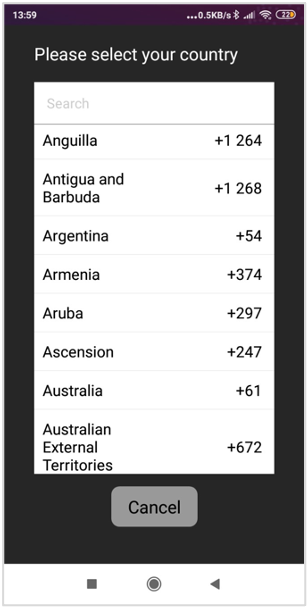 13:59 ...0.5KB/s 22
Please select your country
Search
Anguilla +1 264
Antigua and
Barbuda +1 268
Argentina +54
Armenia +374
Aruba +297
Ascension +247
Australia +61
Australian
External
Territories +672
Cancel